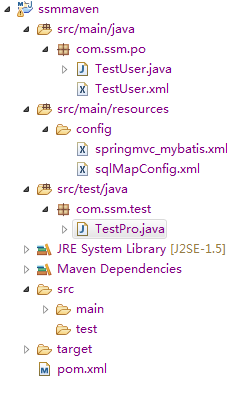 ssmmaven
src/main/java
com.ssm.po
TestUser.java
TestUser.xml
src/main/resources
config
springmvc_mybatis.xml
sqlMapConfig.xml
src/test/java
com.ssm.test
TestPro.java
JRE System Library [J2SE-1.5]
Maven Dependencies
src
main
test
target
pom.xml